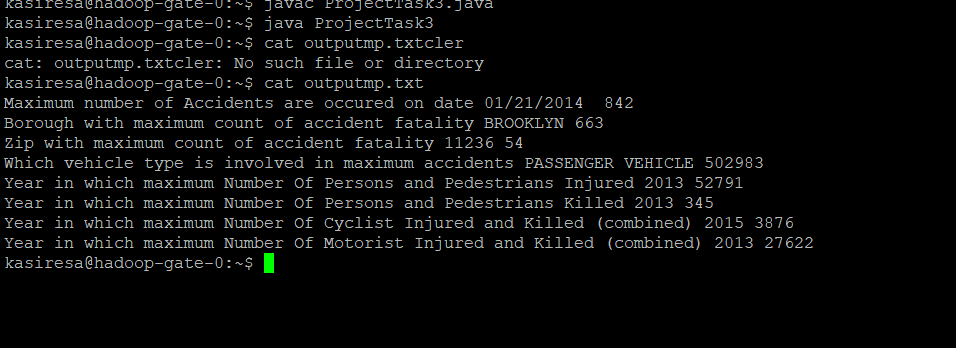 kasiresa@hadoop-gate-0:~$ javac ProjectTask3.java
kasiresa@hadoop-gate-0:~$ java ProjectTask3
kasiresa@hadoop-gate-0:~$ cat outputmp.txtcler
cat: outputmp.txtcler: No such file or directory
kasiresa@hadoop-gate-0:~$ cat outputmp.txt
Maximum number of Accidents are occured on date 01/21/2014  842
Borough with maximum count of accident fatality BROOKLYN 663
Zip with maximum count of accident fatality 11236 54
Which vehicle type is involved in maximum accidents PASSENGER VEHICLE 502983
Year in which maximum Number Of Persons and Pedestrians Injured 2013 52791
Year in which maximum Number Of Persons and Pedestrians Killed 2013 345
Year in which maximum Number Of Cyclist Injured and Killed (combined) 2015 3876
Year in which maximum Number Of Motorist Injured and Killed (combined) 2013 27622
kasiresa@hadoop-gate-0:~$